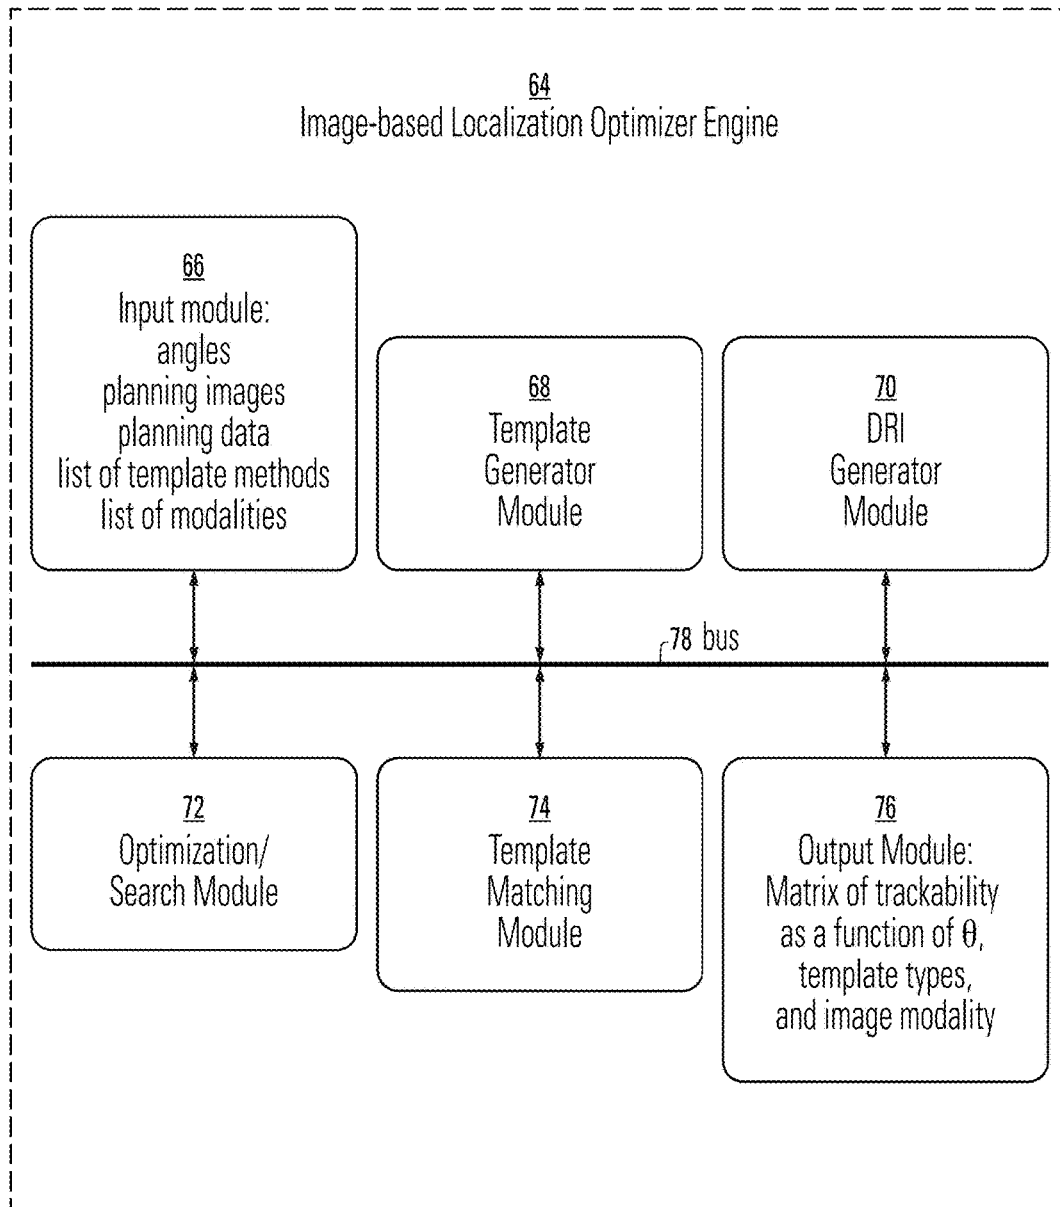 64
Image-based Localization Optimizer Engine
66
Input module:
angles
planning images
planning data
list of template methods
list of modalities
68
Template
Generator
Module
70
DRI
Generator
Module
78 bus
72
Optimization/
Search Module
74
Template
Matching
Module
76
Output Module:
Matrix of trackability
as a function of θ,
template types,
and image modality